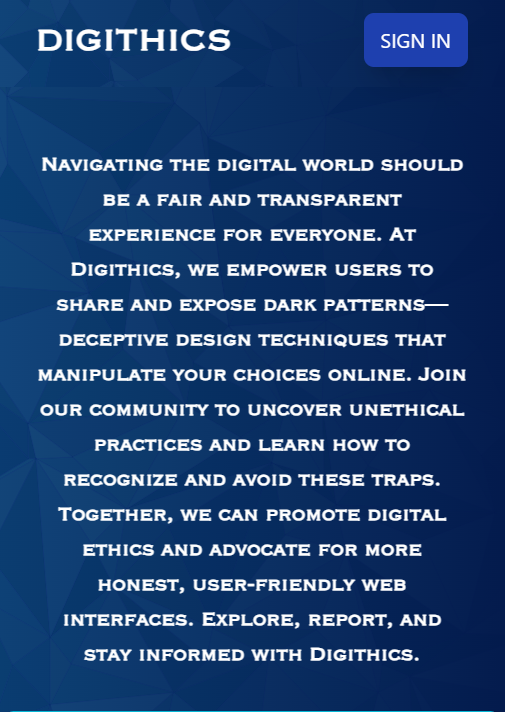 DIGITHICS
SIGN IN
Navigating the digital world should
be a fair and transparent
experience for everyone. At
Digithics, we empower users to
share and expose dark patterns—
deceptive design techniques that
manipulate your choices online. Join
our community to uncover unethical
practices and learn how to
recognize and avoid these traps.
Together, we can promote digital
ethics and advocate for more
honest, user-friendly web
interfaces. Explore, report, and
stay informed with Digithics.